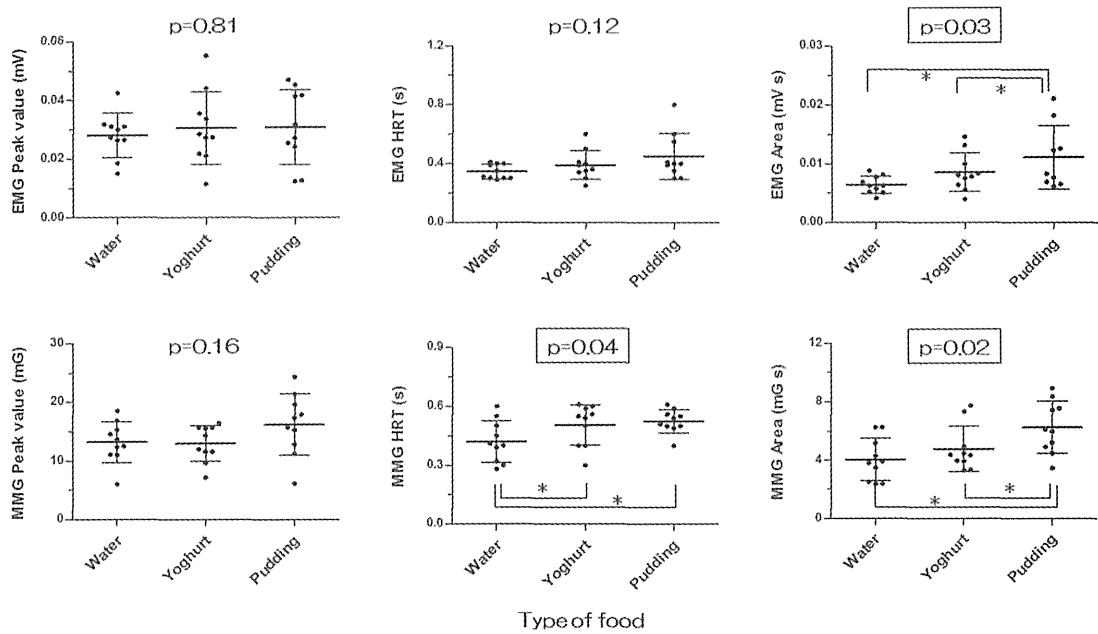 p=0.81
EMG Peak value (mV)
0.06
0.04
0.02
0.00
Water
Yoghurt
Pudding
p=0.12
EMG HRT (s)
1.2
0.8
0.4
0.0
Water
Yoghurt
Pudding
p=0.03
EMG Area (mV s)
0.03
0.02
0.01
0.00
*
*
Water
Yoghurt
Pudding
p=0.16
MMG Peak value (mG)
30
20
10
0
Water
Yoghurt
Pudding
p=0.04
MMG HRT (s)
0.9
0.6
0.3
0.0
*
*
Water
Yoghurt
Pudding
p=0.02
MMG Area (mG s)
12
8
4
0
*
*
Water
Yoghurt
Pudding
Type of food